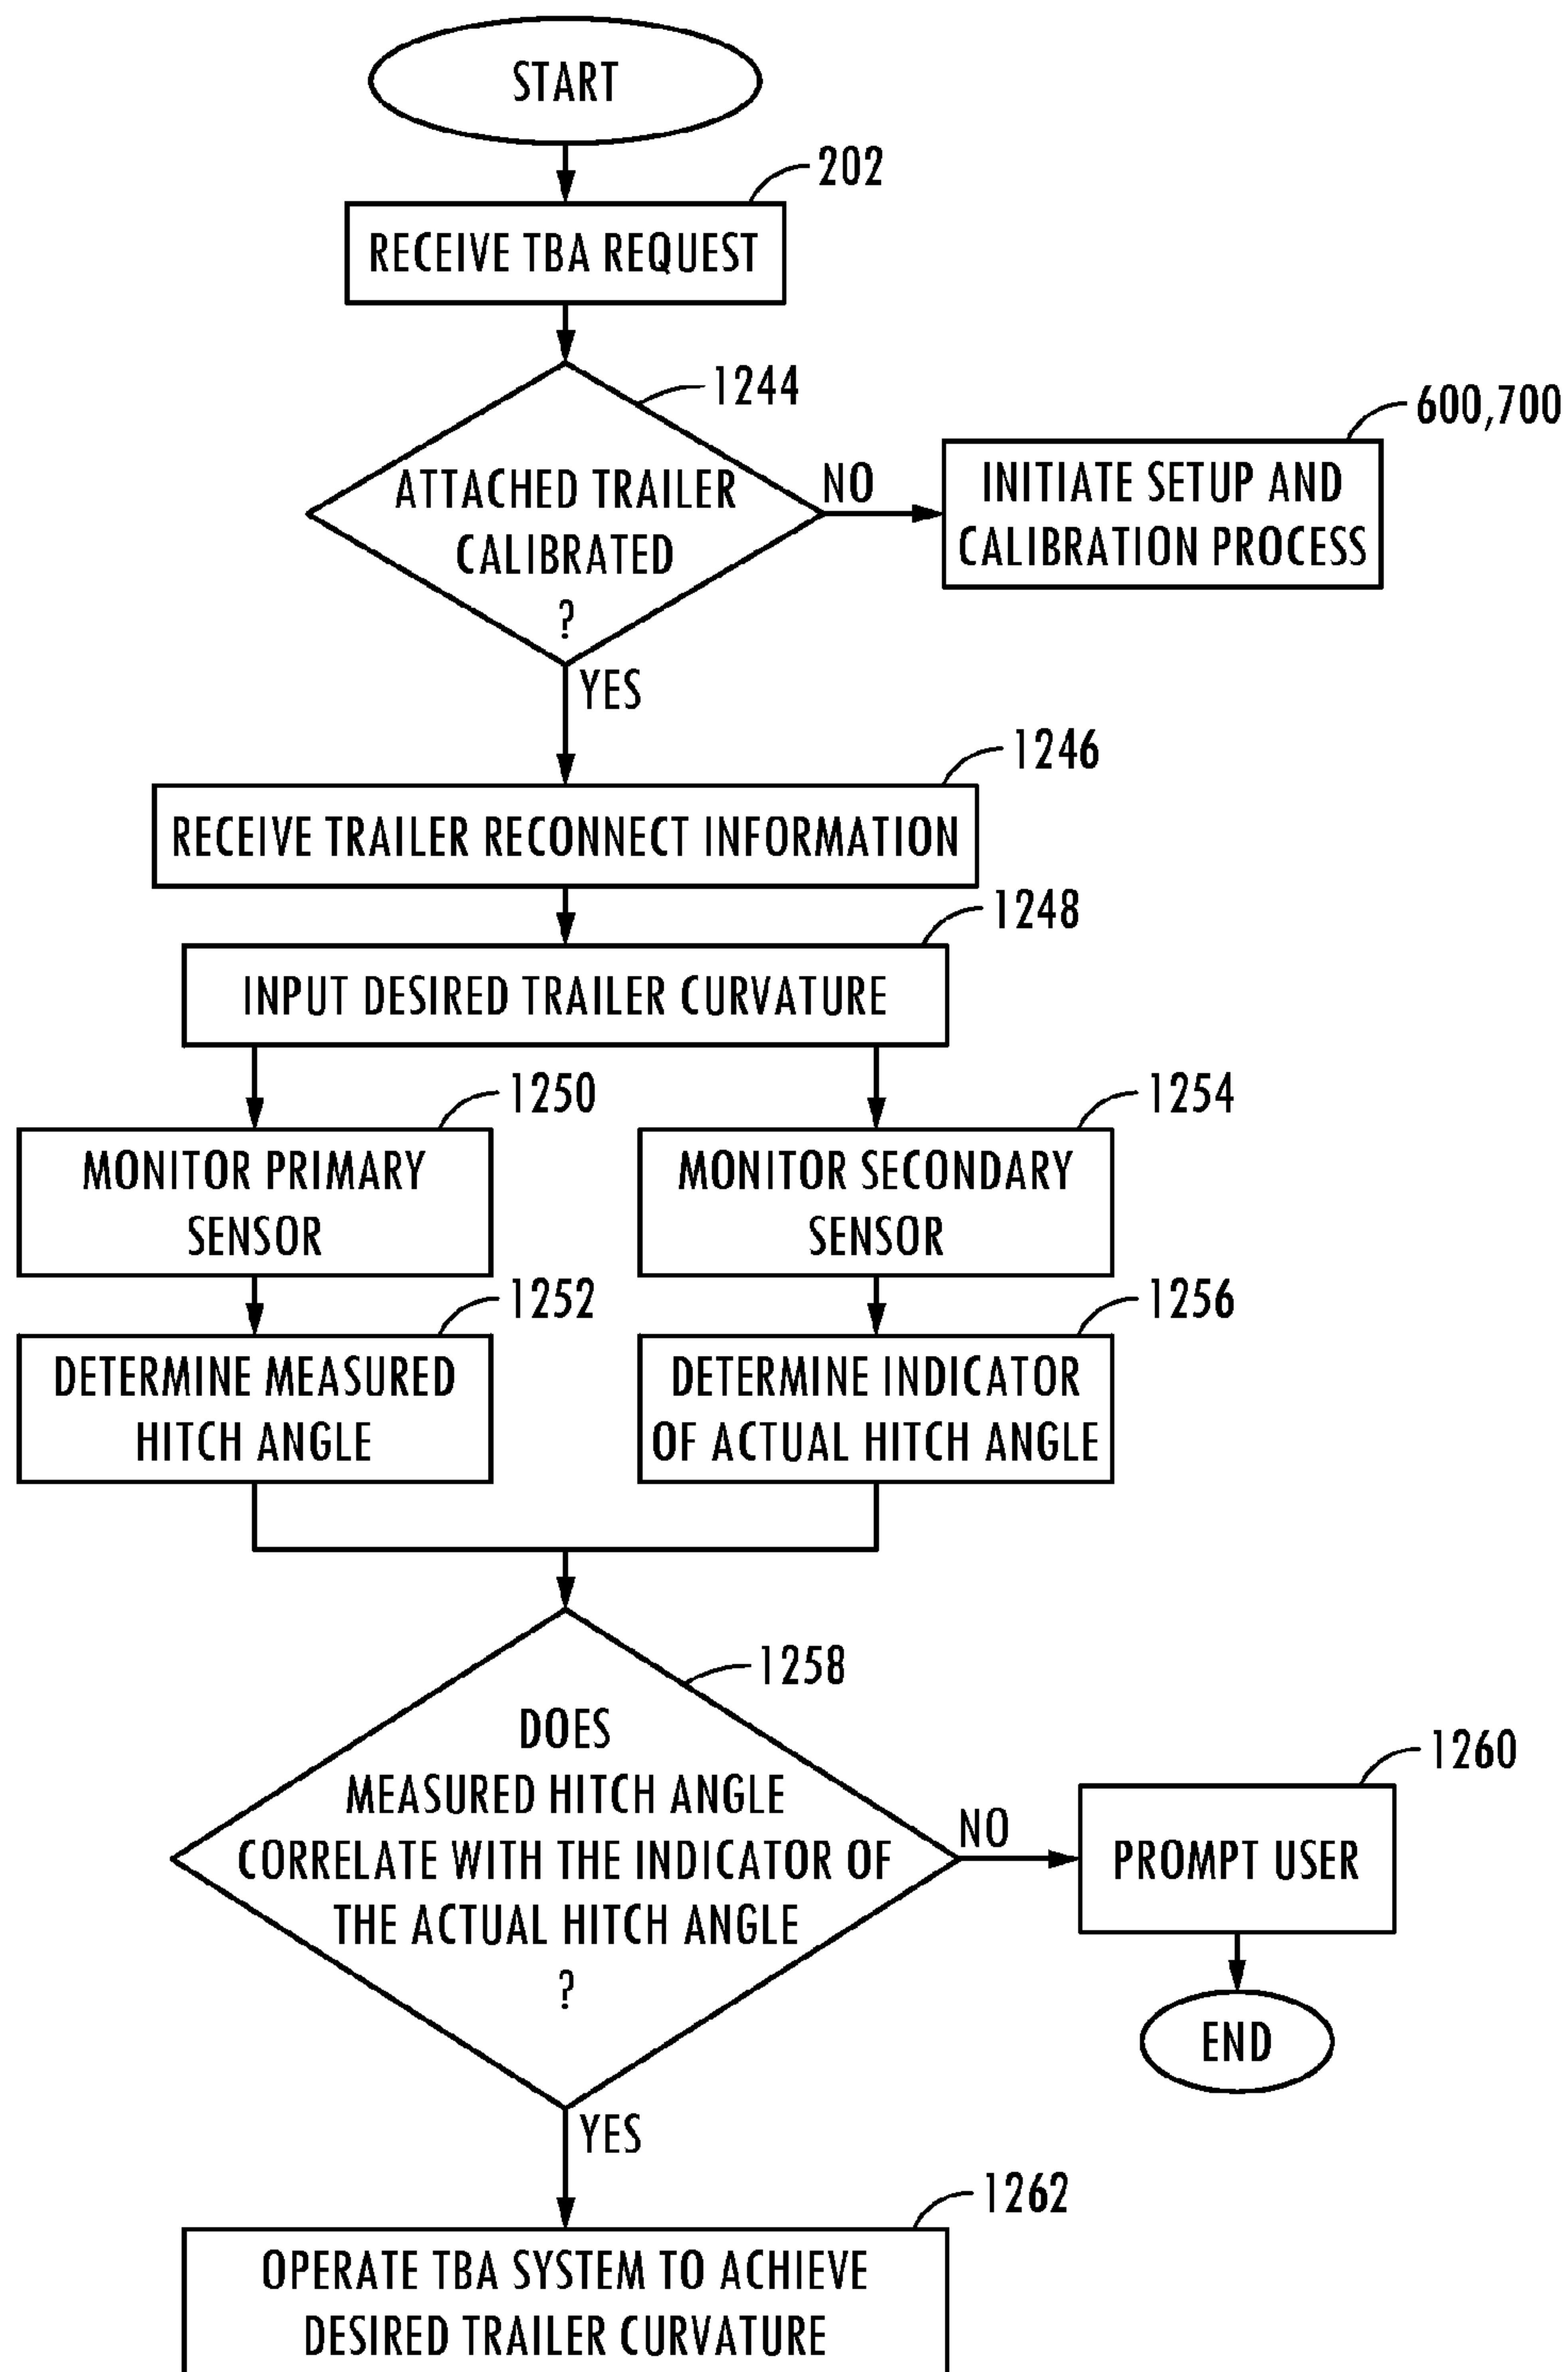 START
202
RECEIVE TBA REQUEST
1244
600,700
ATTACHED TRAILER
CALIBRATED
?
NO
INITIATE SETUP AND
CALIBRATION PROCESS
YES
1246
RECEIVE TRAILER RECONNECT INFORMATION
1248
INPUT DESIRED TRAILER CURVATURE
1250
MONITOR PRIMARY
SENSOR
1254
MONITOR SECONDARY
SENSOR
1252
DETERMINE MEASURED
HITCH ANGLE
1256
DETERMINE INDICATOR
OF ACTUAL HITCH ANGLE
1258
DOES
MEASURED HITCH ANGLE
CORRELATE WITH THE INDICATOR OF
THE ACTUAL HITCH ANGLE
?
NO
1260
PROMPT USER
END
YES
1262
OPERATE TBA SYSTEM TO ACHIEVE
DESIRED TRAILER CURVATURE